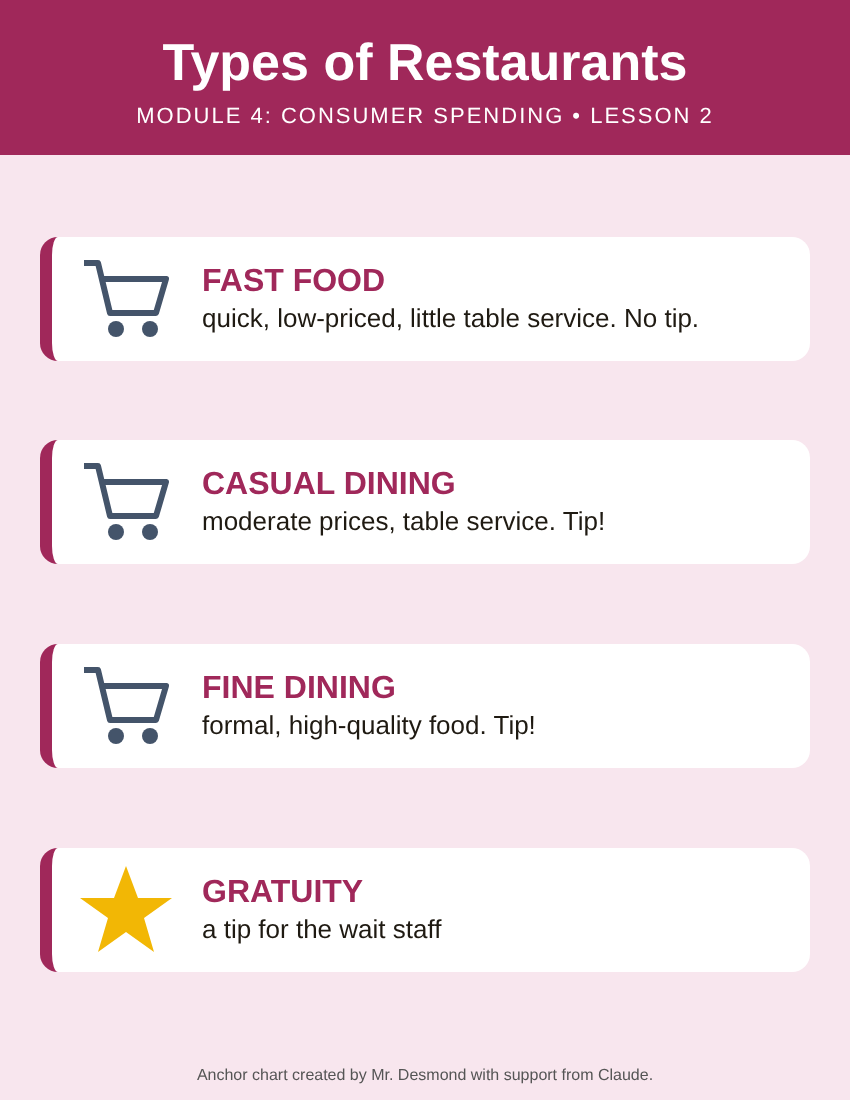 Types of Restaurants
MODULE 4: CONSUMER SPENDING • LESSON 2
FAST FOOD
quick, low-priced, little table service. No tip.
CASUAL DINING
moderate prices, table service. Tip!
FINE DINING
formal, high-quality food. Tip!
GRATUITY
a tip for the wait staff
Anchor chart created by Mr. Desmond with support from Claude.